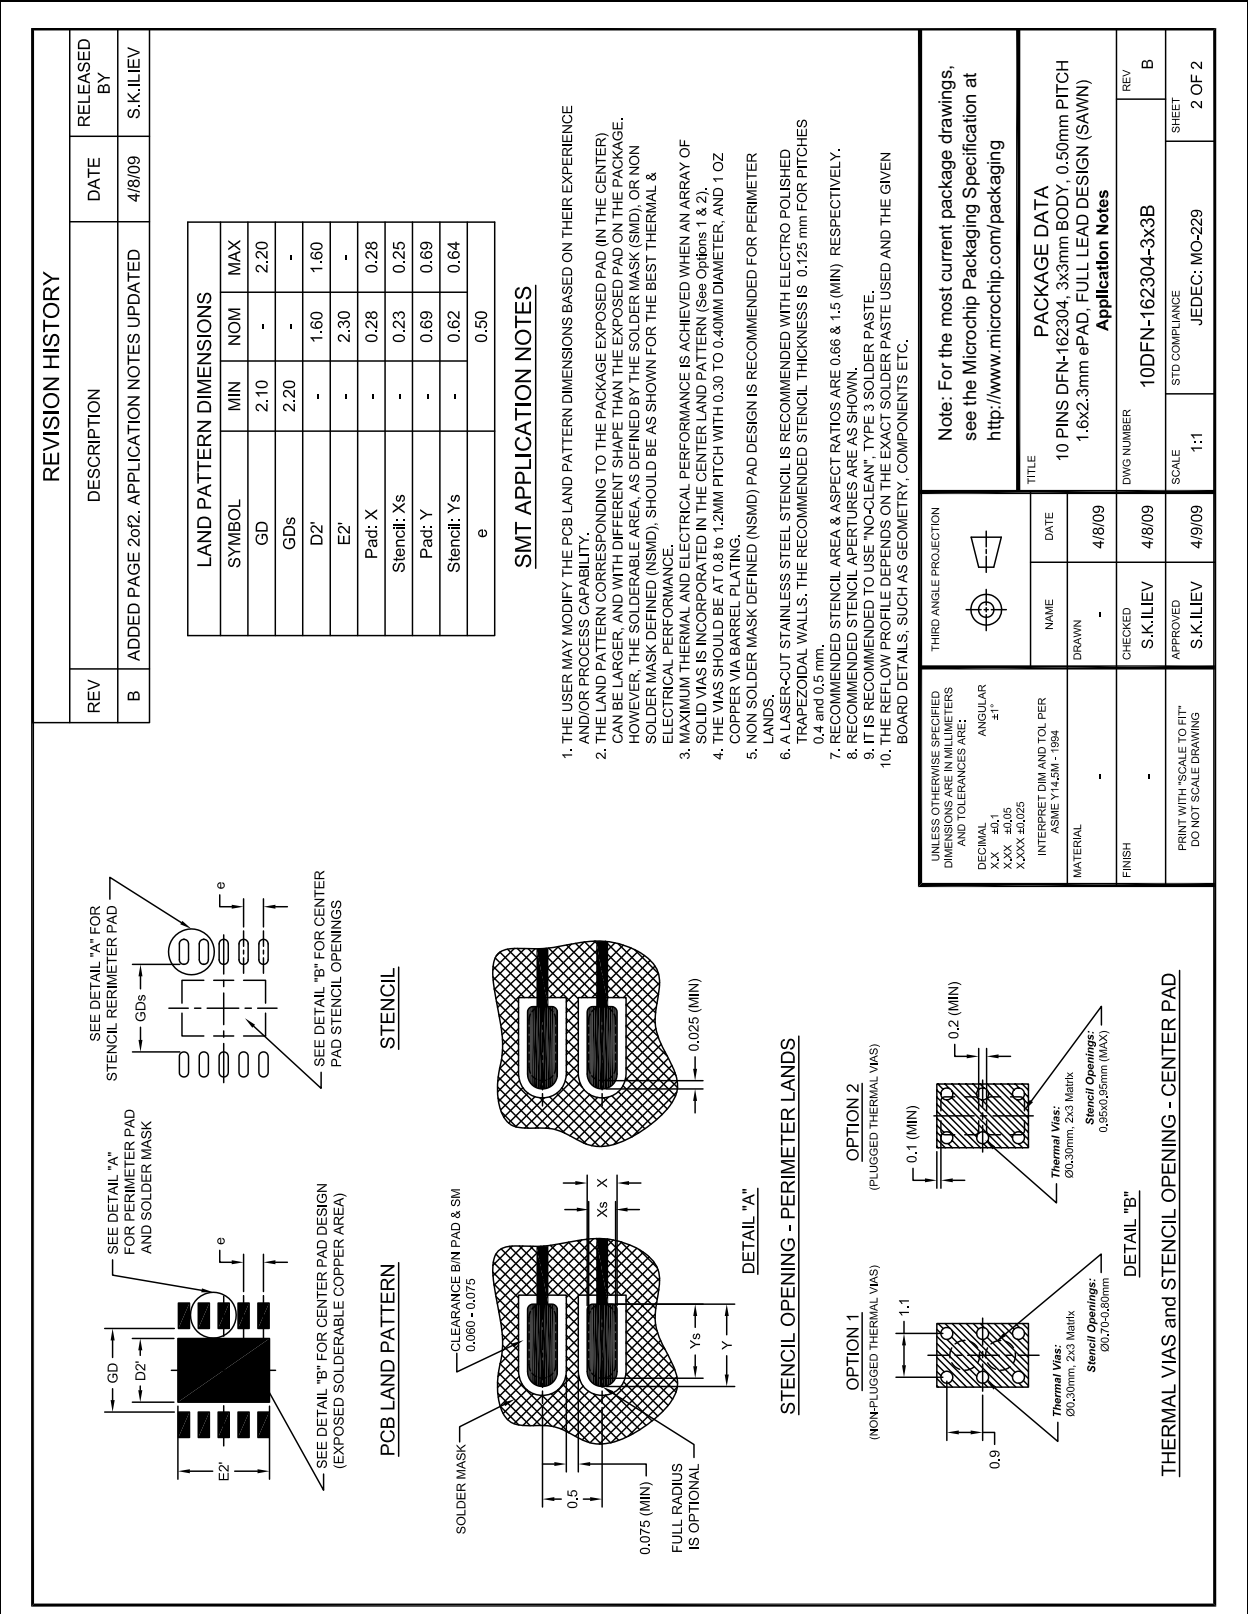 REVISION HISTORY
REV DESCRIPTION DATE RELEASED BY
B ADDED PAGE 2of2. APPLICATION NOTES UPDATED 4/8/09 S.K.ILIEV
LAND PATTERN DIMENSIONS
SYMBOL MIN NOM MAX
GD 2.10 - 2.20
GDs 2.20 - -
D2' - 1.60 1.60
E2' - 2.30 -
Pad: X - 0.28 0.28
Stencil: Xs - 0.23 0.25
Pad: Y - 0.69 0.69
Stencil: Ys - 0.62 0.64
e 0.50
SMT APPLICATION NOTES
1. THE USER MAY MODIFY THE PCB LAND PATTERN DIMENSIONS BASED ON THEIR EXPERIENCE
AND/OR PROCESS CAPABILITY.
2. THE LAND PATTERN CORRESPONDING TO THE PACKAGE EXPOSED PAD (IN THE CENTER)
CAN BE LARGER, AND WITH DIFFERENT SHAPE THAN THE EXPOSED PAD ON THE PACKAGE.
HOWEVER, THE SOLDERABLE AREA, AS DEFINED BY THE SOLDER MASK (SMD), OR NON
SOLDER MASK DEFINED (NSMD), SHOULD BE AS SHOWN FOR THE BEST THERMAL &
ELECTRICAL PERFORMANCE.
3. MAXIMUM THERMAL AND ELECTRICAL PERFORMANCE IS ACHIEVED WHEN AN ARRAY OF
SOLID VIAS IS INCORPORATED IN THE CENTER LAND PATTERN (See Options 1 & 2).
4. THE VIAS SHOULD BE AT 0.8 to 1.2MM PITCH WITH 0.30 TO 0.40MM DIAMETER, AND 1 OZ
COPPER VIA BARREL PLATING.
5. NON SOLDER MASK DEFINED (NSMD) PAD DESIGN IS RECOMMENDED FOR PERIMETER
LANDS.
6. A LASER-CUT STAINLESS STEEL STENCIL IS RECOMMENDED WITH ELECTRO POLISHED
TRAPEZOIDAL WALLS. THE RECOMMENDED STENCIL THICKNESS IS 0.125 mm FOR PITCHES
0.4 and 0.5 mm.
7. RECOMMENDED STENCIL AREA & ASPECT RATIOS ARE 0.66 & 1.5 (MIN) RESPECTIVELY.
8. RECOMMENDED STENCIL APERTURES ARE AS SHOWN.
9. IT IS RECOMMENDED TO USE "NO-CLEAN", TYPE 3 SOLDER PASTE.
10. THE REFLOW PROFILE DEPENDS ON THE EXACT SOLDER PASTE USED AND THE GIVEN
BOARD DETAILS, SUCH AS GEOMETRY, COMPONENTS ETC.
SEE DETAIL "A"
FOR PERIMETER PAD
AND SOLDER MASK
e
GD
D2'
E2'
SEE DETAIL "B" FOR CENTER PAD DESIGN
(EXPOSED SOLDERABLE COPPER AREA)
PCB LAND PATTERN
SEE DETAIL "A" FOR
STENCIL RERIMETER PAD
e
GDs
SEE DETAIL "B" FOR CENTER
PAD STENCIL OPENINGS
STENCIL
CLEARANCE B/N PAD & SM
0.060 - 0.075
SOLDER MASK
0.5
0.075 (MIN)
FULL RADIUS
IS OPTIONAL
Xs X
Ys
Y
0.025 (MIN)
DETAIL "A"
STENCIL OPENING - PERIMETER LANDS
OPTION 1
(NON-PLUGGED THERMAL VIAS)
1.1
0.9
Thermal Vias:
Ø0.30mm, 2x3 Matrix
Stencil Openings:
Ø0.70-0.80mm
OPTION 2
(PLUGGED THERMAL VIAS)
0.1 (MIN)
0.2 (MIN)
Thermal Vias:
Ø0.30mm, 2x3 Matrix
Stencil Openings:
0.95x0.95mm (MAX)
DETAIL "B"
THERMAL VIAS and STENCIL OPENING - CENTER PAD
UNLESS OTHERWISE SPECIFIED
DIMENSIONS ARE IN MILLIMETERS
AND TOLERANCES ARE:
DECIMAL ANGULAR
X.X ±0.1 ±1°
X.XX ±0.05
X.XXX ±0.025
INTERPRET DIM AND TOL PER
ASME Y14.5M - 1994
MATERIAL
-
FINISH
-
PRINT WITH "SCALE TO FIT"
DO NOT SCALE DRAWING
THIRD ANGLE PROJECTION
NAME DATE
DRAWN
- 4/8/09
CHECKED
S.K.ILIEV 4/8/09
APPROVED
S.K.ILIEV 4/9/09
Note: For the most current package drawings,
see the Microchip Packaging Specification at
http://www.microchip.com/packaging
TITLE
PACKAGE DATA
10 PINS DFN-162304, 3x3mm BODY, 0.50mm PITCH
1.6x2.3mm ePAD, FULL LEAD DESIGN (SAWN)
Application Notes
DWG NUMBER
10DFN-162304-3x3B
REV
B
SCALE
1:1
STD COMPLIANCE
JEDEC: MO-229
SHEET
2 OF 2